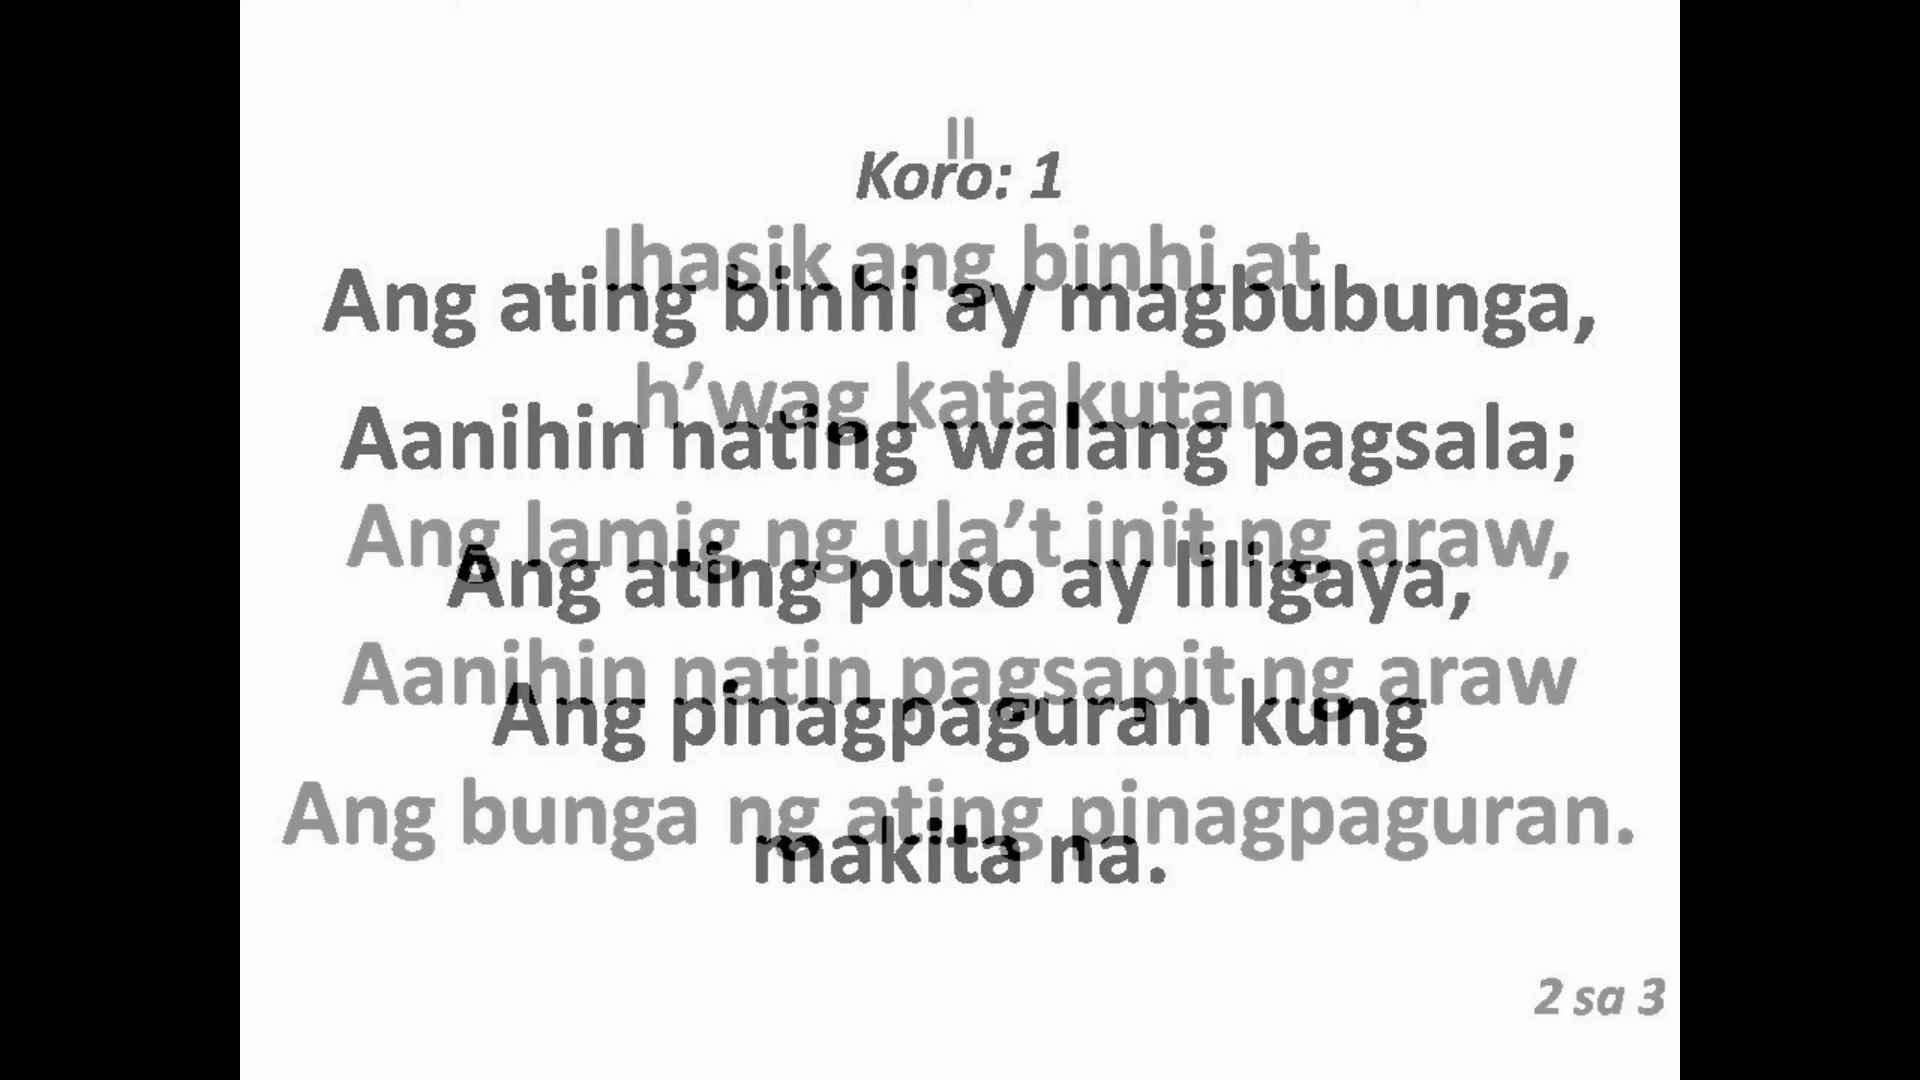 II
Koro: 1
Ihasik ang binhi at
Ang ating binhi ay magbubunga,
h’wag katakutan
Aanihin nating walang pagsala;
Ang lamig ng ula’t init ng araw,
Ang ating puso ay liligaya,
Aanihin natin pagsapit ng araw
Ang pinagpaguran kung
Ang bunga ng ating pinagpaguran.
makita na.
2 sa 3